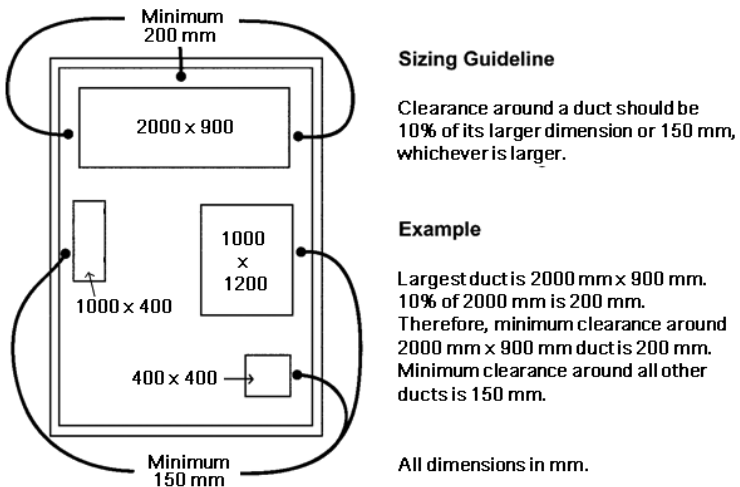 Minimum
200 mm
2000 x 900
1000 x 400
1000
x
1200
400 x 400
Minimum
150 mm
Sizing Guideline
Clearance around a duct should be
10% of its larger dimension or 150 mm,
whichever is larger.
Example
Largest duct is 2000 mm x 900 mm.
10% of 2000 mm is 200 mm.
Therefore, minimum clearance around
2000 mm x 900 mm duct is 200 mm.
Minimum clearance around all other
ducts is 150 mm.
All dimensions in mm.